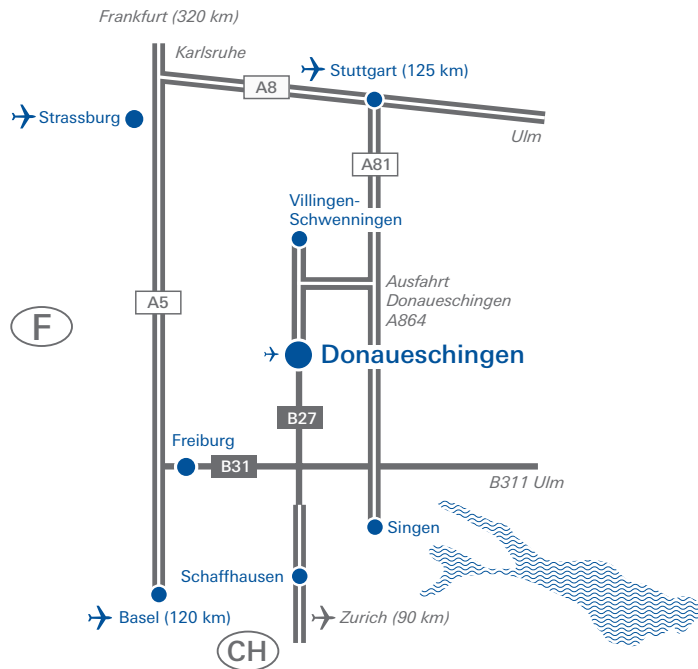 Frankfurt (320 km)
Karlsruhe
Stuttgart (125 km)
A8
Strassburg
Ulm
A81
Villingen-
Schwenningen
Ausfahrt
Donaueschingen
A864
A5
F
Donaueschingen
B27
Freiburg
B31
B311 Ulm
Singen
Schaffhausen
Basel (120 km)
Zurich (90 km)
CH